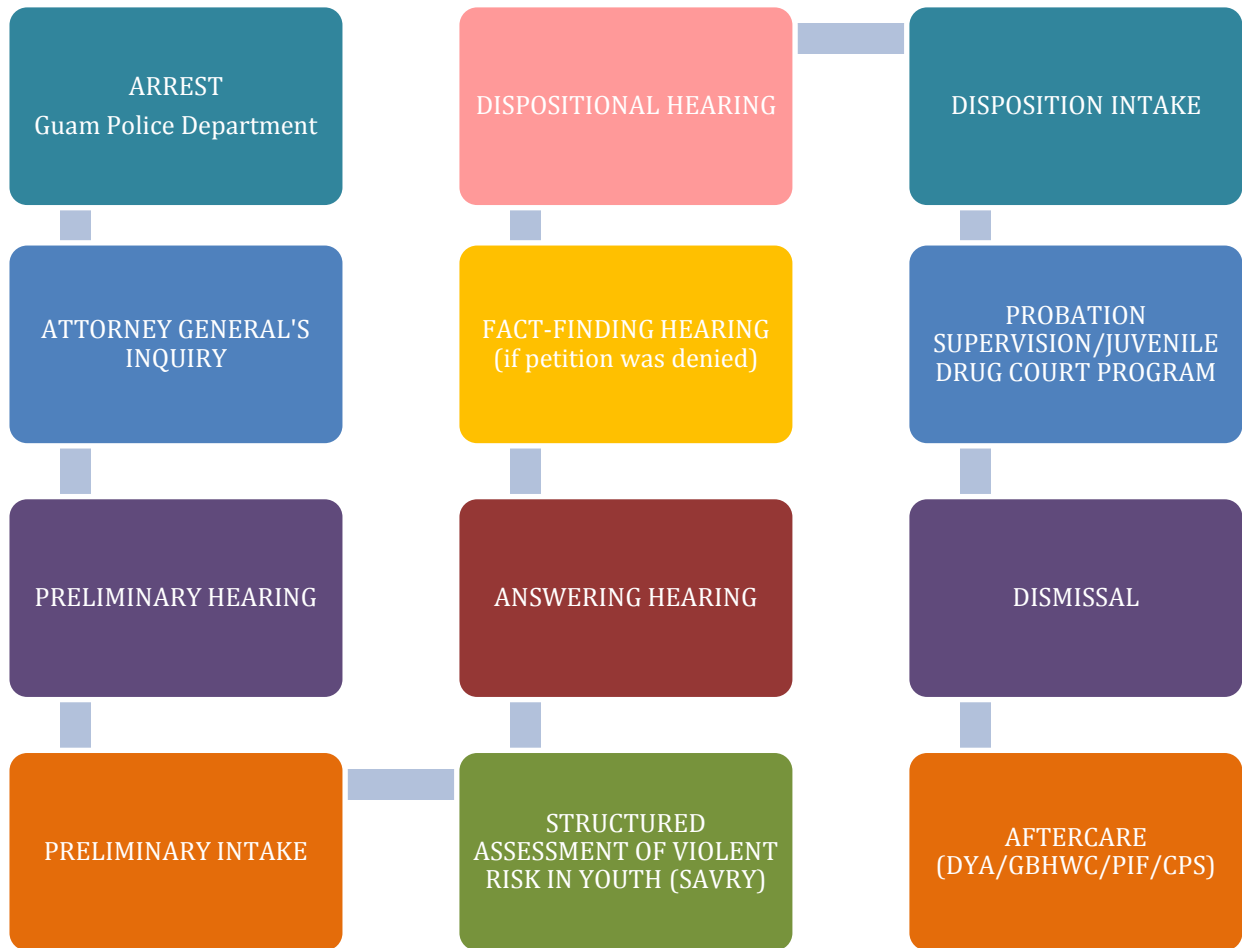 ARREST
Guam Police Department
ATTORNEY GENERAL'S
INQUIRY
PRELIMINARY HEARING
PRELIMINARY INTAKE
STRUCTURED
ASSESSMENT OF VIOLENT
RISK IN YOUTH (SAVRY)
ANSWERING HEARING
FACT-FINDING HEARING
(if petition was denied)
DISPOSITIONAL HEARING
DISPOSITION INTAKE
PROBATION
SUPERVISION/JUVENILE
DRUG COURT PROGRAM
DISMISSAL
AFTERCARE
(DYA/GBHWC/PIF/CPS)